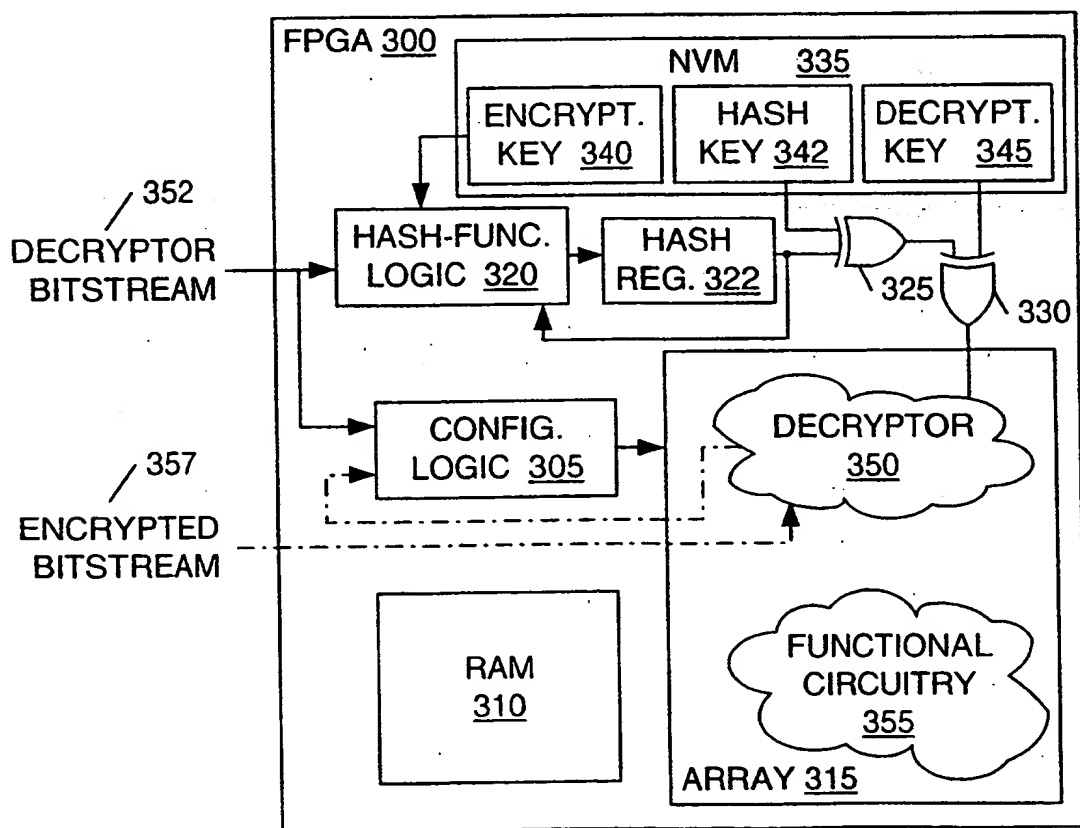 FPGA 300
NVM 335
ENCRYPT.
KEY 340
HASH
KEY 342
DECRYPT.
KEY 345
352
DECRYPTOR
BITSTREAM
HASH-FUNC.
LOGIC 320
HASH
REG. 322
325
330
357
ENCRYPTED
BITSTREAM
CONFIG.
LOGIC 305
DECRYPTOR
350
RAM
310
FUNCTIONAL
CIRCUITRY
355
ARRAY 315